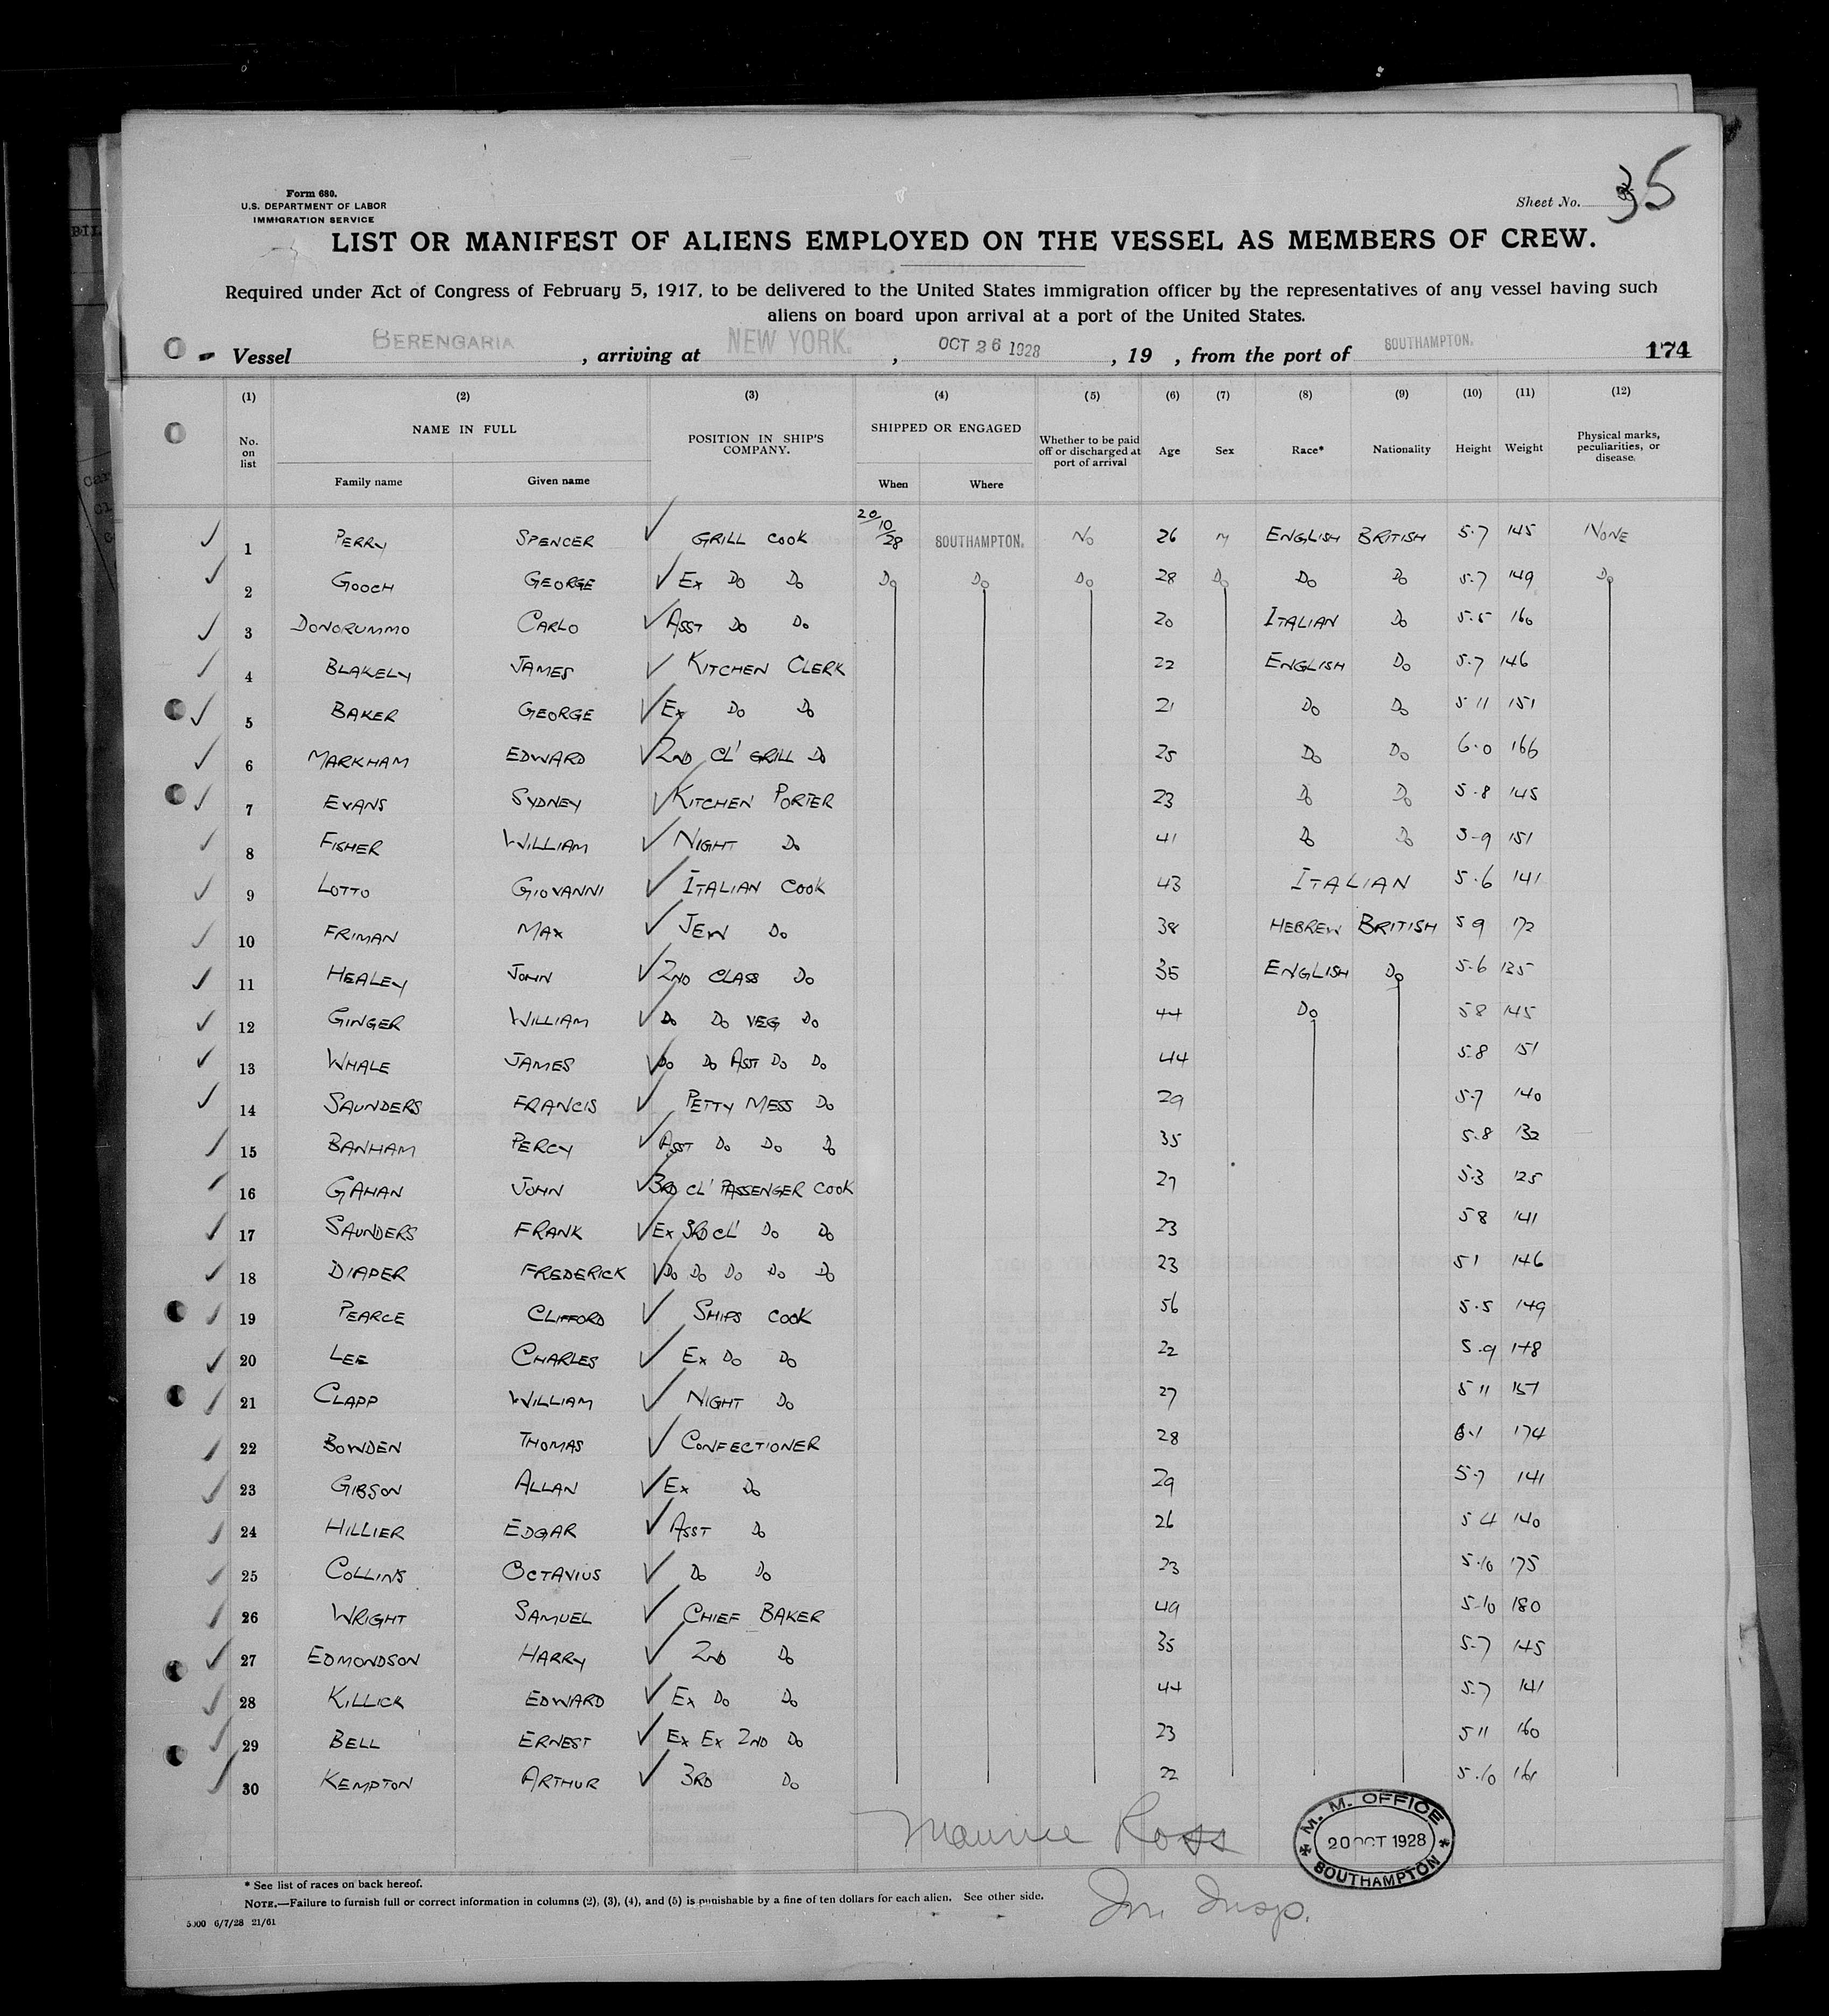 Form 680.
U.S. DEPARTMENT OF LABOR
IMMIGRATION SERVICE
Sheet No. 35
LIST OR MANIFEST OF ALIENS EMPLOYED ON THE VESSEL AS MEMBERS OF CREW.
Required under Act of Congress of February 5, 1917, to be delivered to the United States immigration officer by the representatives of any vessel having such
aliens on board upon arrival at a port of the United States.
Vessel BERENGARIA, arriving at NEW YORK., OCT 26 1928, 19 , from the port of SOUTHAMPTON. 174
(1) (2) (3) (4) (5) (6) (7) (8) (9) (10) (11) (12)
No. on list NAME IN FULL POSITION IN SHIP'S COMPANY. SHIPPED OR ENGAGED Whether to be paid off or discharged at port of arrival Age Sex Race* Nationality Height Weight Physical marks, peculiarities, or disease.
Family name Given name When Where
1 PERRY SPENCER GRILL COOK 20/10/28 SOUTHAMPTON. No 26 M ENGLISH BRITISH 5.7 145 NONE
2 GOOCH GEORGE Ex Do Do Do Do Do 28 Do Do Do 5.7 149 Do
3 DONORUMMO CARLO ASST Do Do 20 ITALIAN Do 5.5 160
4 BLAKELY JAMES KITCHEN CLERK 22 ENGLISH Do 5.7 146
5 BAKER GEORGE Ex Do Do 21 Do Do 5 11 151
6 MARKHAM EDWARD 2ND CL' GRILL Do 25 Do Do 6.0 166
7 EVANS SYDNEY KITCHEN PORTER 23 Do Do 5.8 145
8 FISHER WILLIAM NIGHT Do 41 Do Do 5-9 151
9 LOTTO GIOVANNI ITALIAN COOK 43 ITALIAN 5.6 141
10 FRIMAN MAX JEW Do 38 HEBREW BRITISH 5 9 172
11 HEALEY JOHN 2ND CLASS Do 35 ENGLISH Do 5.6 135
12 GINGER WILLIAM Do Do VEG Do 44 Do 5 8 145
13 WHALE JAMES Do Do ASST Do Do 44 5.8 151
14 SAUNDERS FRANCIS PETTY MESS Do 29 5.7 140
15 BANHAM PERCY ASST Do Do Do 35 5.8 132
16 GAHAN JOHN 3RD CL' PASSENGER COOK 27 5.3 125
17 SAUNDERS FRANK Ex 3RD CL' Do Do 23 5 8 141
18 DIAPER FREDERICK Do Do Do Do Do 23 5 1 146
19 PEARCE CLIFFORD SHIPS COOK 56 5.5 149
20 LEE CHARLES Ex Do Do 22 5.9 148
21 CLAPP WILLIAM NIGHT Do 27 5 11 157
22 BOWDEN THOMAS CONFECTIONER 28 6.1 174
23 GIBSON ALLAN Ex Do 29 5.7 141
24 HILLIER EDGAR ASST Do 26 5 4 140
25 COLLINS OCTAVIUS Do Do 23 5.10 175
26 WRIGHT SAMUEL CHIEF BAKER 49 5-10 180
27 EDMONDSON HARRY 2ND Do 35 5.7 145
28 KILLICK EDWARD Ex Do Do 44 5.7 141
29 BELL ERNEST Ex Ex 2ND Do 23 5 11 160
30 KEMPTON ARTHUR 3RD Do 22 5.10 161
Maurice Ross
M. M. OFFICE
20 OCT 1928
SOUTHAMPTON
Im. Insp.
* See list of races on back hereof.
NOTE.—Failure to furnish full or correct information in columns (2), (3), (4), and (5) is punishable by a fine of ten dollars for each alien. See other side.
5000 6/7/28 21/61